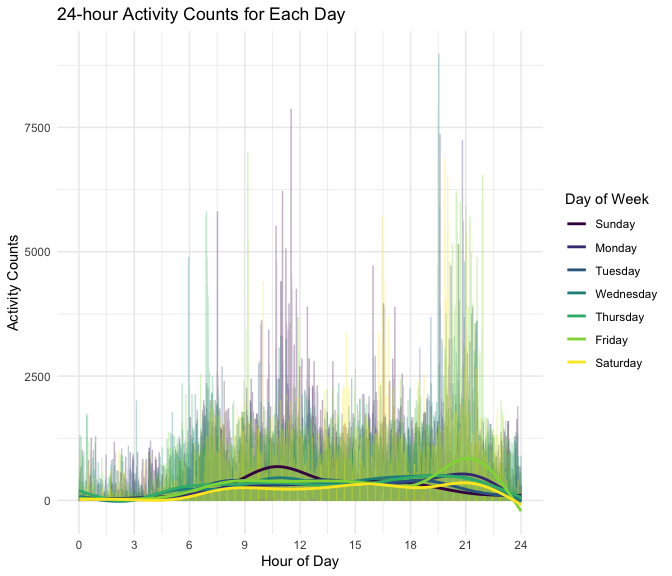 24-hour Activity Counts for Each Day
7500
5000
2500
0
Activity Counts
0 3 6 9 12 15 18 21 24
Hour of Day
Day of Week
Sunday
Monday
Tuesday
Wednesday
Thursday
Friday
Saturday